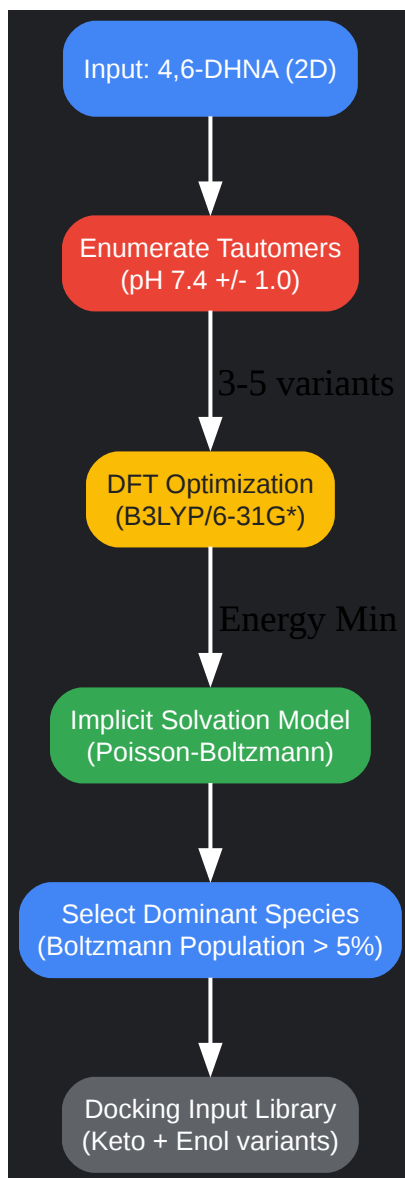 Input: 4,6-DHNA (2D)
Enumerate Tautomers
(pH 7.4 +/- 1.0)
3-5 variants
DFT Optimization
(B3LYP/6-31G*)
Energy Min
Implicit Solvation Model
(Poisson-Boltzmann)
Select Dominant Species
(Boltzmann Population > 5%)
Docking Input Library
(Keto + Enol variants)